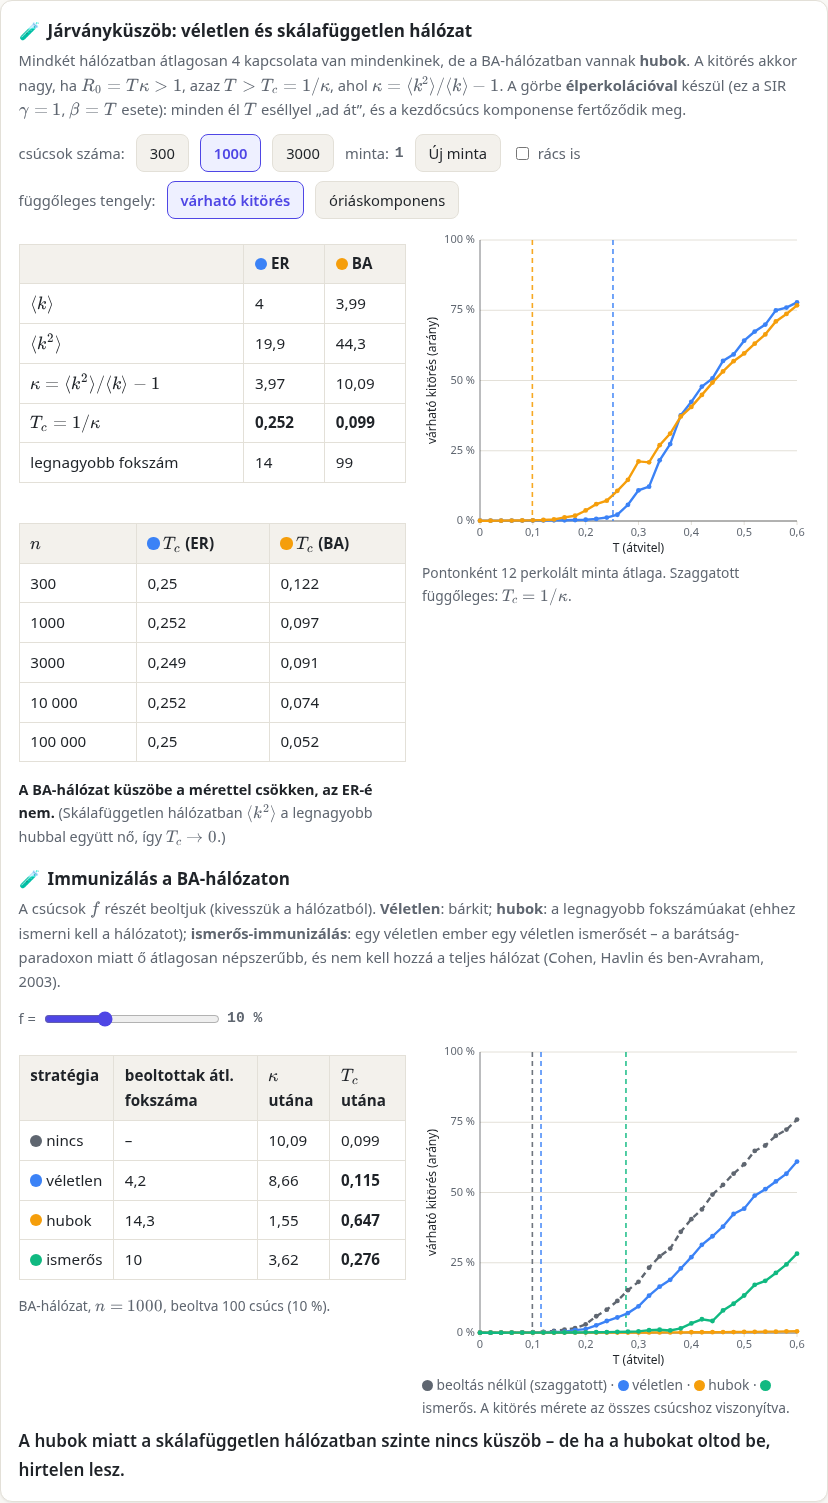 🧪 Járványküszöb: véletlen és skálafüggetlen hálózat
Mindkét hálózatban átlagosan 4 kapcsolata van mindenkinek, de a BA-hálózatban vannak hubok. A kitörés akkor
nagy, ha R₀ = Tκ > 1, azaz T > T_c = 1/κ, ahol κ = ⟨k²⟩/⟨k⟩ − 1. A görbe élperkolációval készül (ez a SIR
γ = 1, β = T esete): minden él T eséllyel „ad át”, és a kezdőcsúcs komponense fertőződik meg.
csúcsok száma: 300 1000 3000 minta: 1 Új minta rács is
függőleges tengely: várható kitörés óriáskomponens
ER BA
⟨k⟩ 4 3,99
⟨k²⟩ 19,9 44,3
κ = ⟨k²⟩/⟨k⟩ − 1 3,97 10,09
T_c = 1/κ 0,252 0,099
legnagyobb fokszám 14 99
n T_c (ER) T_c (BA)
300 0,25 0,122
1000 0,252 0,097
3000 0,249 0,091
10 000 0,252 0,074
100 000 0,25 0,052
A BA-hálózat küszöbe a mérettel csökken, az ER-é
nem. (Skálafüggetlen hálózatban ⟨k²⟩ a legnagyobb
hubbal együtt nő, így T_c → 0.)
100 %
75 %
50 %
25 %
0 %
várható kitörés (arány)
0 0,1 0,2 0,3 0,4 0,5 0,6
T (átvitel)
Pontonként 12 perkolált minta átlaga. Szaggatott
függőleges: T_c = 1/κ.
🧪 Immunizálás a BA-hálózaton
A csúcsok f részét beoltjuk (kivesszük a hálózatból). Véletlen: bárkit; hubok: a legnagyobb fokszámúakat (ehhez
ismerni kell a hálózatot); ismerős-immunizálás: egy véletlen ember egy véletlen ismerősét – a barátság-
paradoxon miatt ő átlagosan népszerűbb, és nem kell hozzá a teljes hálózat (Cohen, Havlin és ben-Avraham,
2003).
f = 10 %
stratégia beoltottak átl. κ T_c
fokszáma utána utána
nincs – 10,09 0,099
véletlen 4,2 8,66 0,115
hubok 14,3 1,55 0,647
ismerős 10 3,62 0,276
BA-hálózat, n = 1000, beoltva 100 csúcs (10 %).
100 %
75 %
50 %
25 %
0 %
várható kitörés (arány)
0 0,1 0,2 0,3 0,4 0,5 0,6
T (átvitel)
beoltás nélkül (szaggatott) · véletlen · hubok ·
ismerős. A kitörés mérete az összes csúcshoz viszonyítva.
A hubok miatt a skálafüggetlen hálózatban szinte nincs küszöb – de ha a hubokat oltod be,
hirtelen lesz.